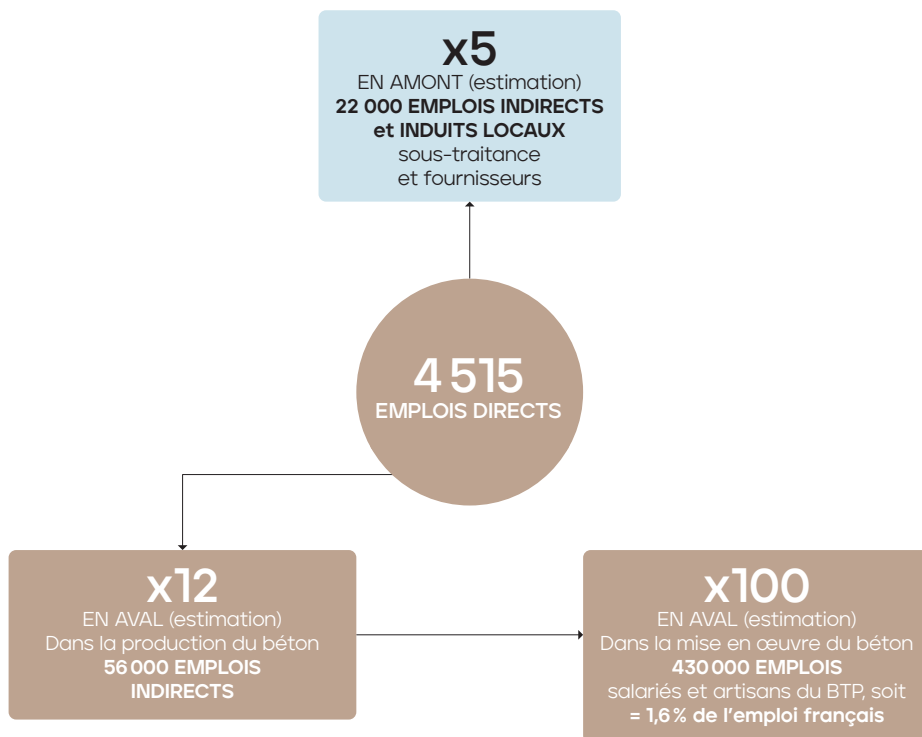 x5
EN AMONT (estimation)
22 000 EMPLOIS INDIRECTS
et INDUITS LOCAUX
sous-traitance
et fournisseurs
4 515
EMPLOIS DIRECTS
x12
EN AVAL (estimation)
Dans la production du béton
56 000 EMPLOIS
INDIRECTS
x100
EN AVAL (estimation)
Dans la mise en œuvre du béton
430 000 EMPLOIS
salariés et artisans du BTP, soit
= 1,6 % de l’emploi français